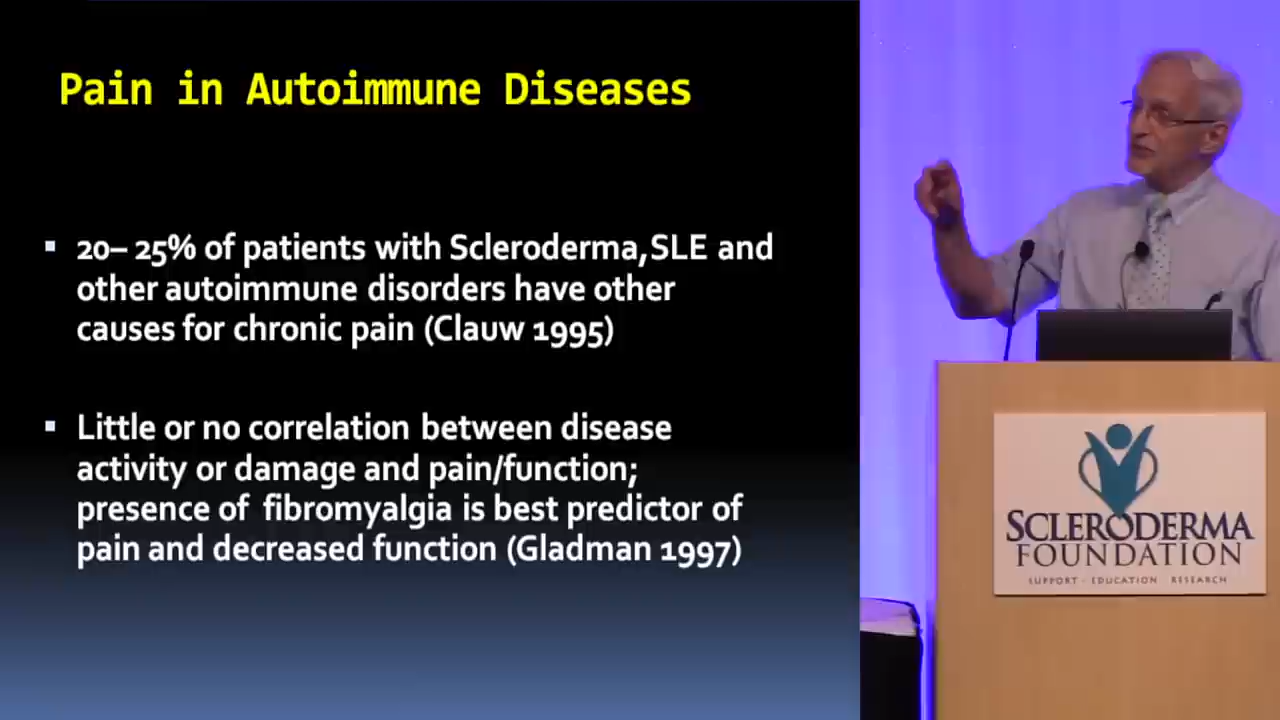 Pain in Autoimmune Diseases
▪ 20– 25% of patients with Scleroderma,SLE and
other autoimmune disorders have other
causes for chronic pain (Clauw 1995)
▪ Little or no correlation between disease
activity or damage and pain/function;
presence of fibromyalgia is best predictor of
pain and decreased function (Gladman 1997)
SCLERODERMA
FOUNDATION
SUPPORT · EDUCATION · RESEARCH